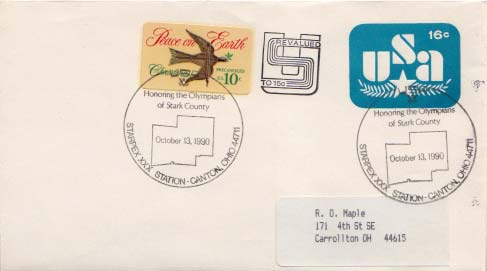 Peace on Earth
Christmas
PRECANCELED
US 10c
REVALUED
TO 15c
16c
USA
Honoring the Olympians
of Stark County
October 13, 1990
STARPEX XXX STATION - CANTON, OHIO 44711
Honoring the Olympians
of Stark County
October 13, 1990
STARPEX XXX STATION - CANTON, OHIO 44711
R. D. Maple
171 4th St SE
Carrollton OH 44615